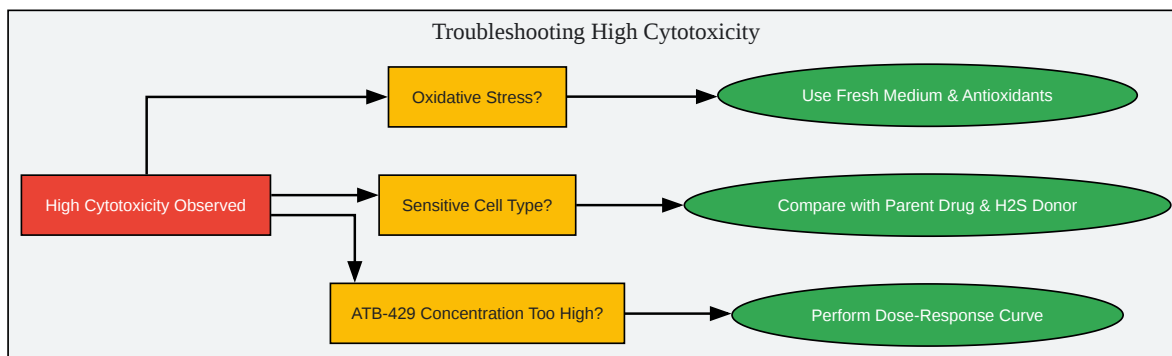 Troubleshooting High Cytotoxicity
Oxidative Stress?
Use Fresh Medium & Antioxidants
High Cytotoxicity Observed
Sensitive Cell Type?
Compare with Parent Drug & H2S Donor
ATB-429 Concentration Too High?
Perform Dose-Response Curve